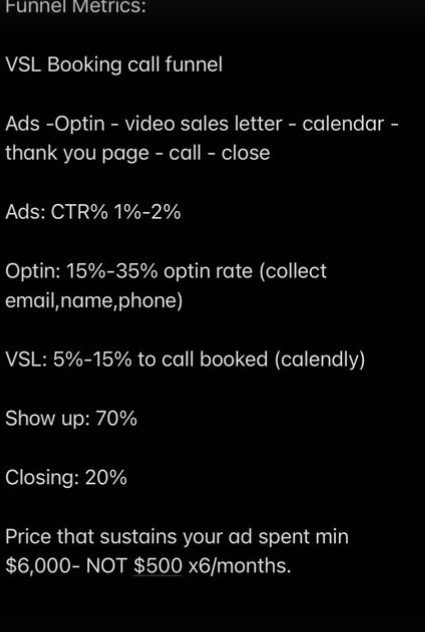 Funnel Metrics:
VSL Booking call funnel
Ads -Optin - video sales letter - calendar -
thank you page - call - close
Ads: CTR% 1%-2%
Optin: 15%-35% optin rate (collect
email,name,phone)
VSL: 5%-15% to call booked (calendly)
Show up: 70%
Closing: 20%
Price that sustains your ad spent min
$6,000- NOT $500 x6/months.